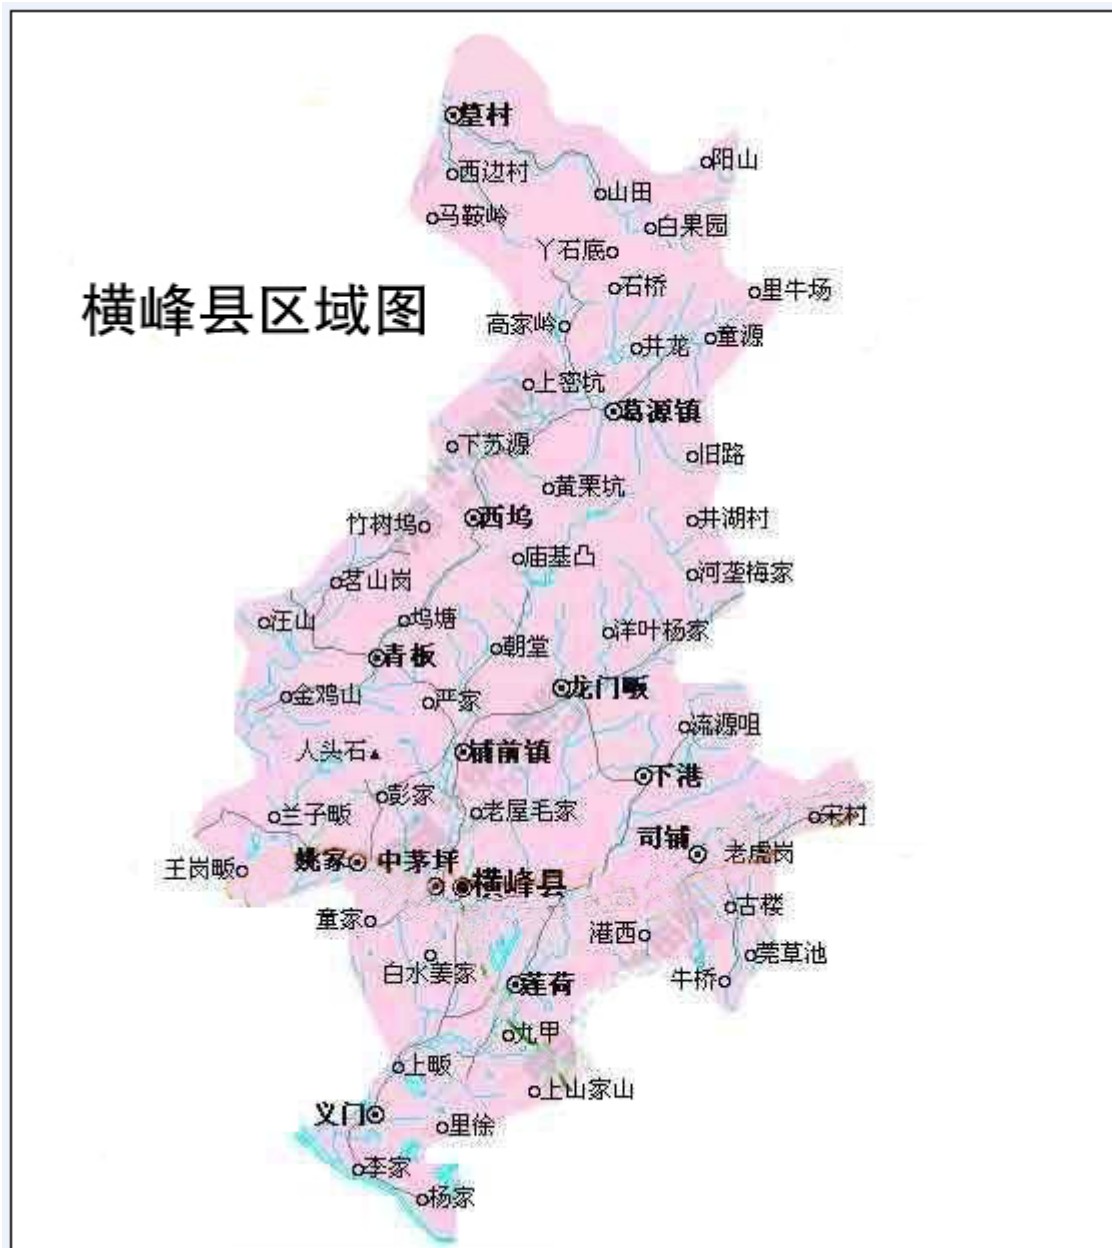 墓村
阳山
西边村
山田
马鞍岭
白果园
丫石底
石桥
里牛场
横峰县区域图
高家岭
童源
井龙
上密坑
葛源镇
下苏源
旧路
黄栗坑
西坞
井湖村
竹树坞
庙基凸
河垄梅家
茗山岗
汪山
坞塘
洋叶杨家
朝堂
青板
龙门畈
金鸡山
严家
流源咀
人头石
铺前镇
下港
彭家
老屋毛家
兰子畈
宋村
司铺
老虎岗
姚家
中茅坪
王岗畈
横峰县
古楼
童家
港西
莞草池
白水姜家
牛桥
莲荷
九甲
上畈
上山家山
义门
里徐
李家
杨家